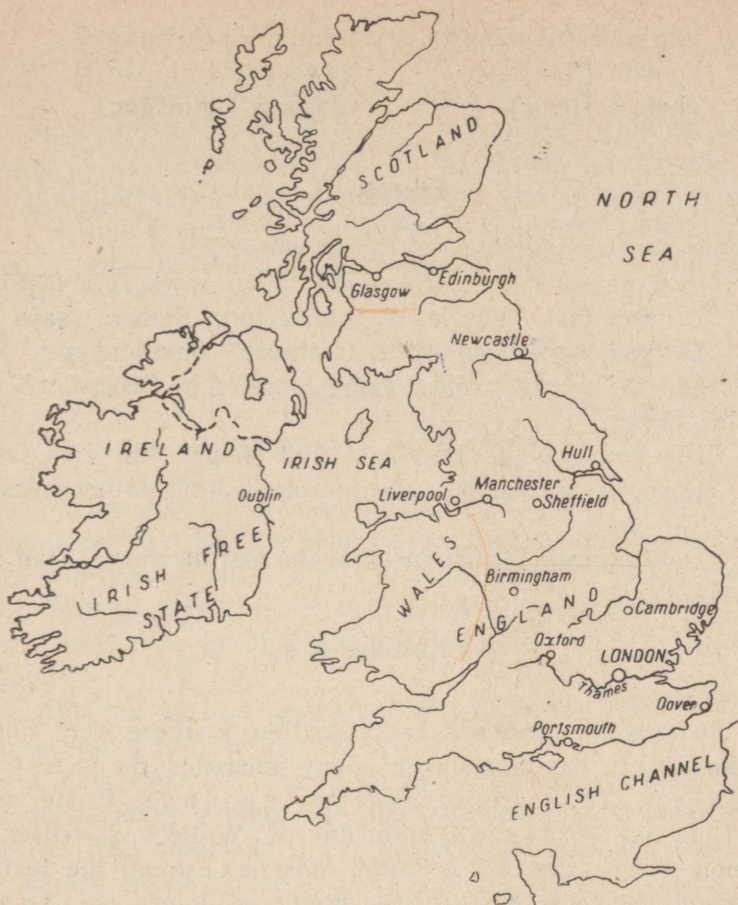 SCOTLAND
NORTH
SEA
Glasgow
Edinburgh
Newcastle
IRELAND
IRISH SEA
Hull
Dublin
Liverpool
Manchester
Sheffield
IRISH FREE
STATE
WALES
Birmingham
ENGLAND
Cambridge
Oxford
LONDON
Thames
Dover
Portsmouth
ENGLISH CHANNEL